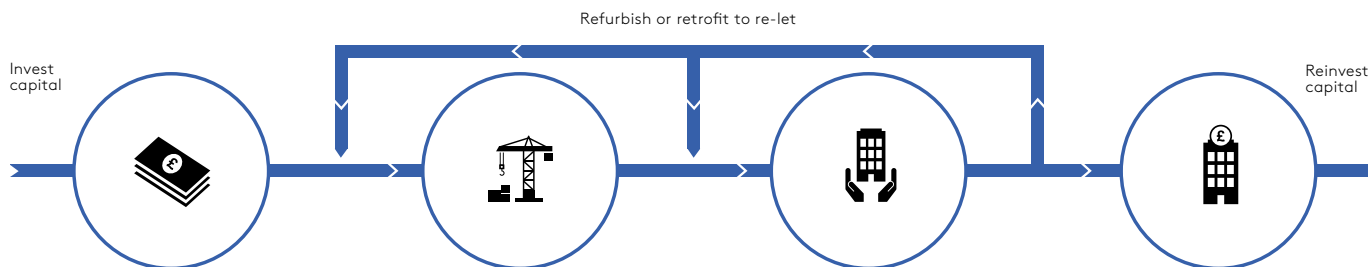 Refurbish or retrofit to re-let
Invest
capital
Reinvest
capital
£
£